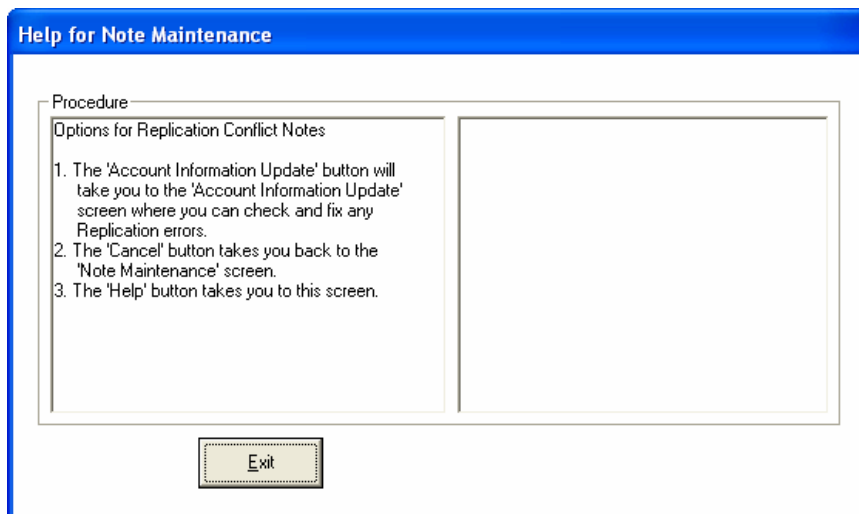 Help for Note Maintenance
Procedure
Options for Replication Conflict Notes
1. The 'Account Information Update' button will
take you to the 'Account Information Update'
screen where you can check and fix any
Replication errors.
2. The 'Cancel' button takes you back to the
'Note Maintenance' screen.
3. The 'Help' button takes you to this screen.
Exit